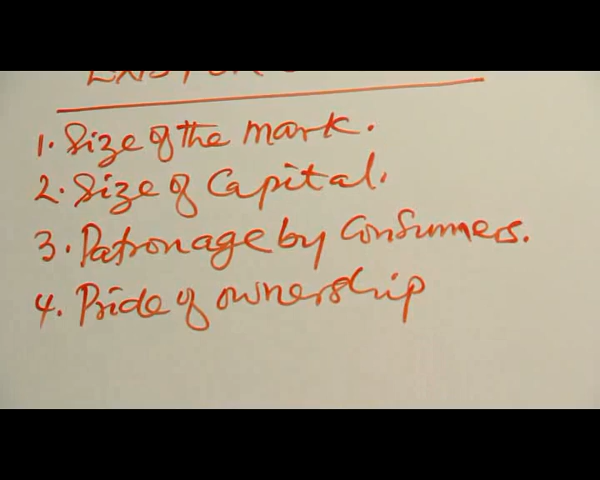 1. Size of the mark.
2. Size of Capital.
3. Patronage by Consumers.
4. Pride of ownership